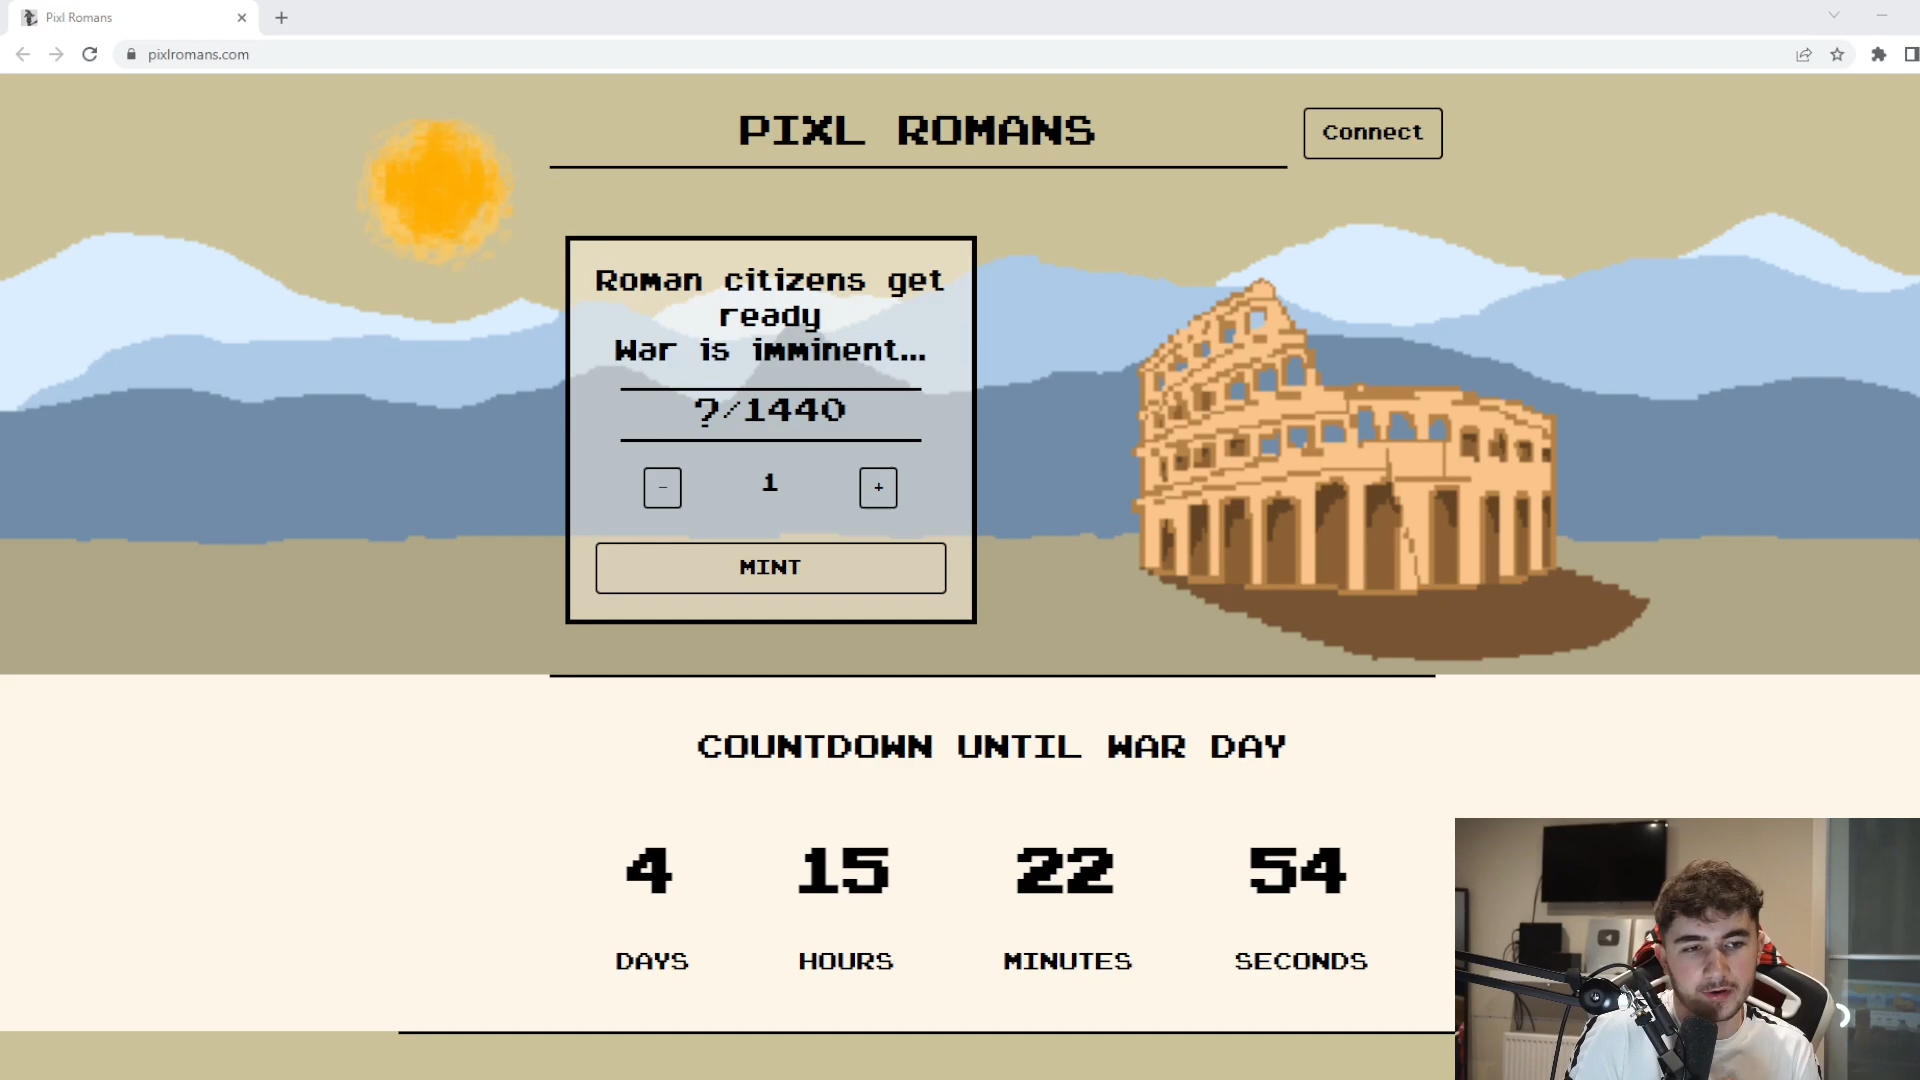 Pixl Romans
pixlromans.com
PIXL ROMANS
Connect
Roman citizens get
ready
War is imminent...
?/1440
- 1 +
MINT
COUNTDOWN UNTIL WAR DAY
4 15 22 54
DAYS HOURS MINUTES SECONDS